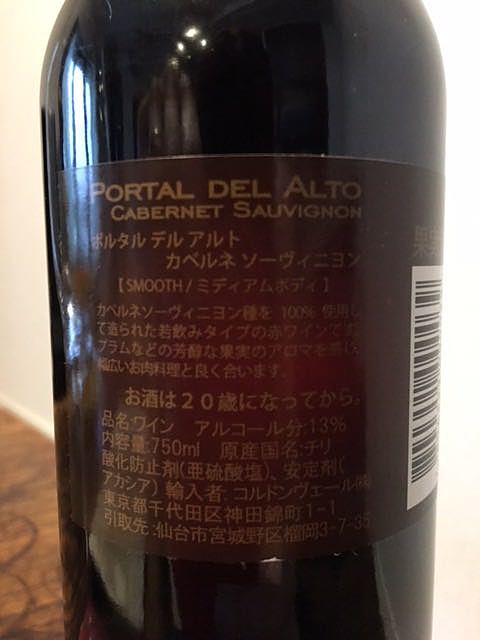 PORTAL DEL ALTO
CABERNET SAUVIGNON
ポルタル デル アルト
カベルネ ソーヴィニヨン
[ SMOOTH / ミディアムボディ ]
カベルネソーヴィニヨン種を 100% 使用し
て造られた若飲みタイプの赤ワインです。
プラムなどの芳醇な果実のアロマを感じ、
幅広いお肉料理と良く合います。
お酒は20歳になってから。
品名:ワイン アルコール分:13%
内容量:750ml 原産国名:チリ
酸化防止剤(亜硫酸塩)、安定剤(
アカシア) 輸入者: コルドンヴェール㈱
東京都千代田区神田錦町1-1
引取先:仙台市宮城野区榴岡3-7-35
果実